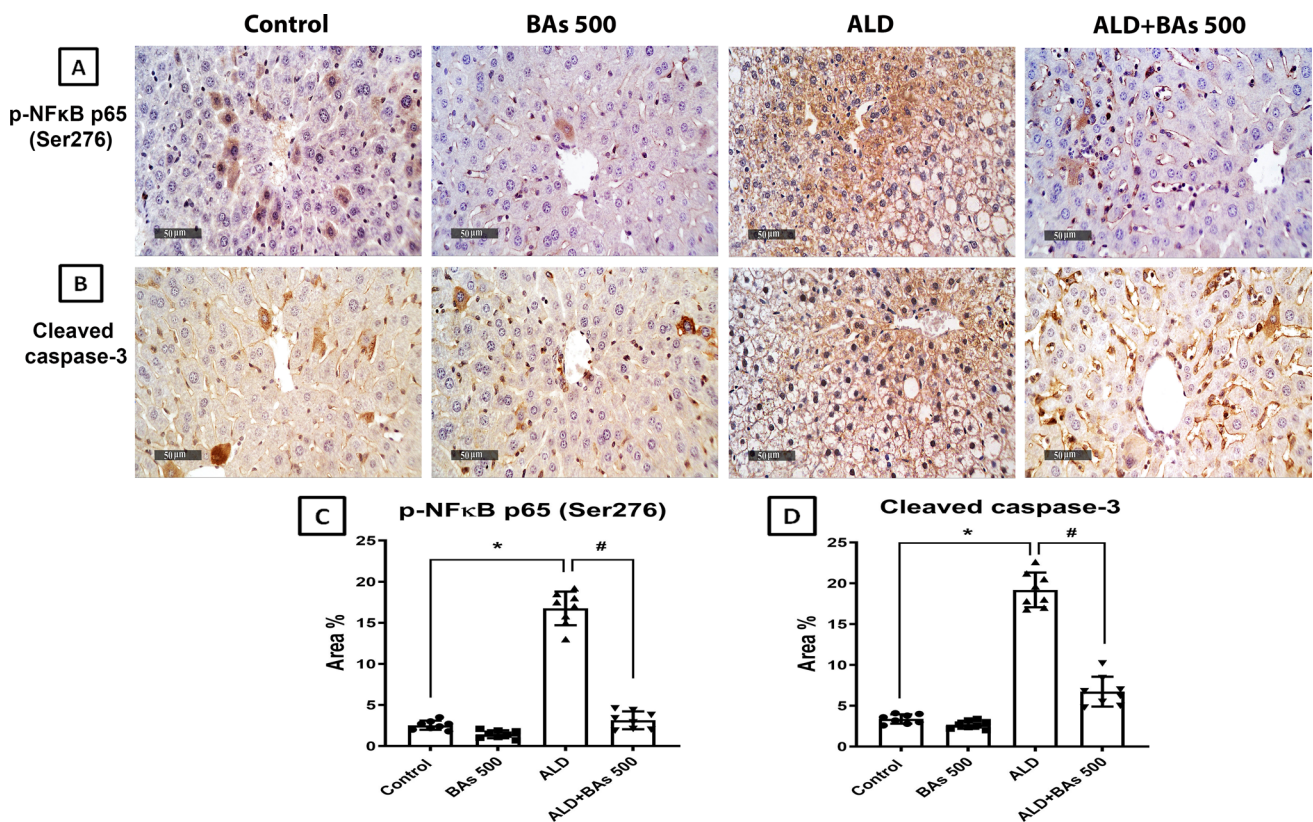 Control BAs 500 ALD ALD+BAs 500
A
p-NFκB p65
(Ser276)
50 µm 50 µm 50 µm 50 µm
B
Cleaved
caspase-3
50 µm 50 µm 50 µm 50 µm
C
p-NFκB p65 (Ser276)
* #
25
20
15
10
5
0
Area %
Control BAs 500 ALD ALD+BAs 500
D
Cleaved caspase-3
* #
25
20
15
10
5
0
Area %
Control BAs 500 ALD ALD+BAs 500